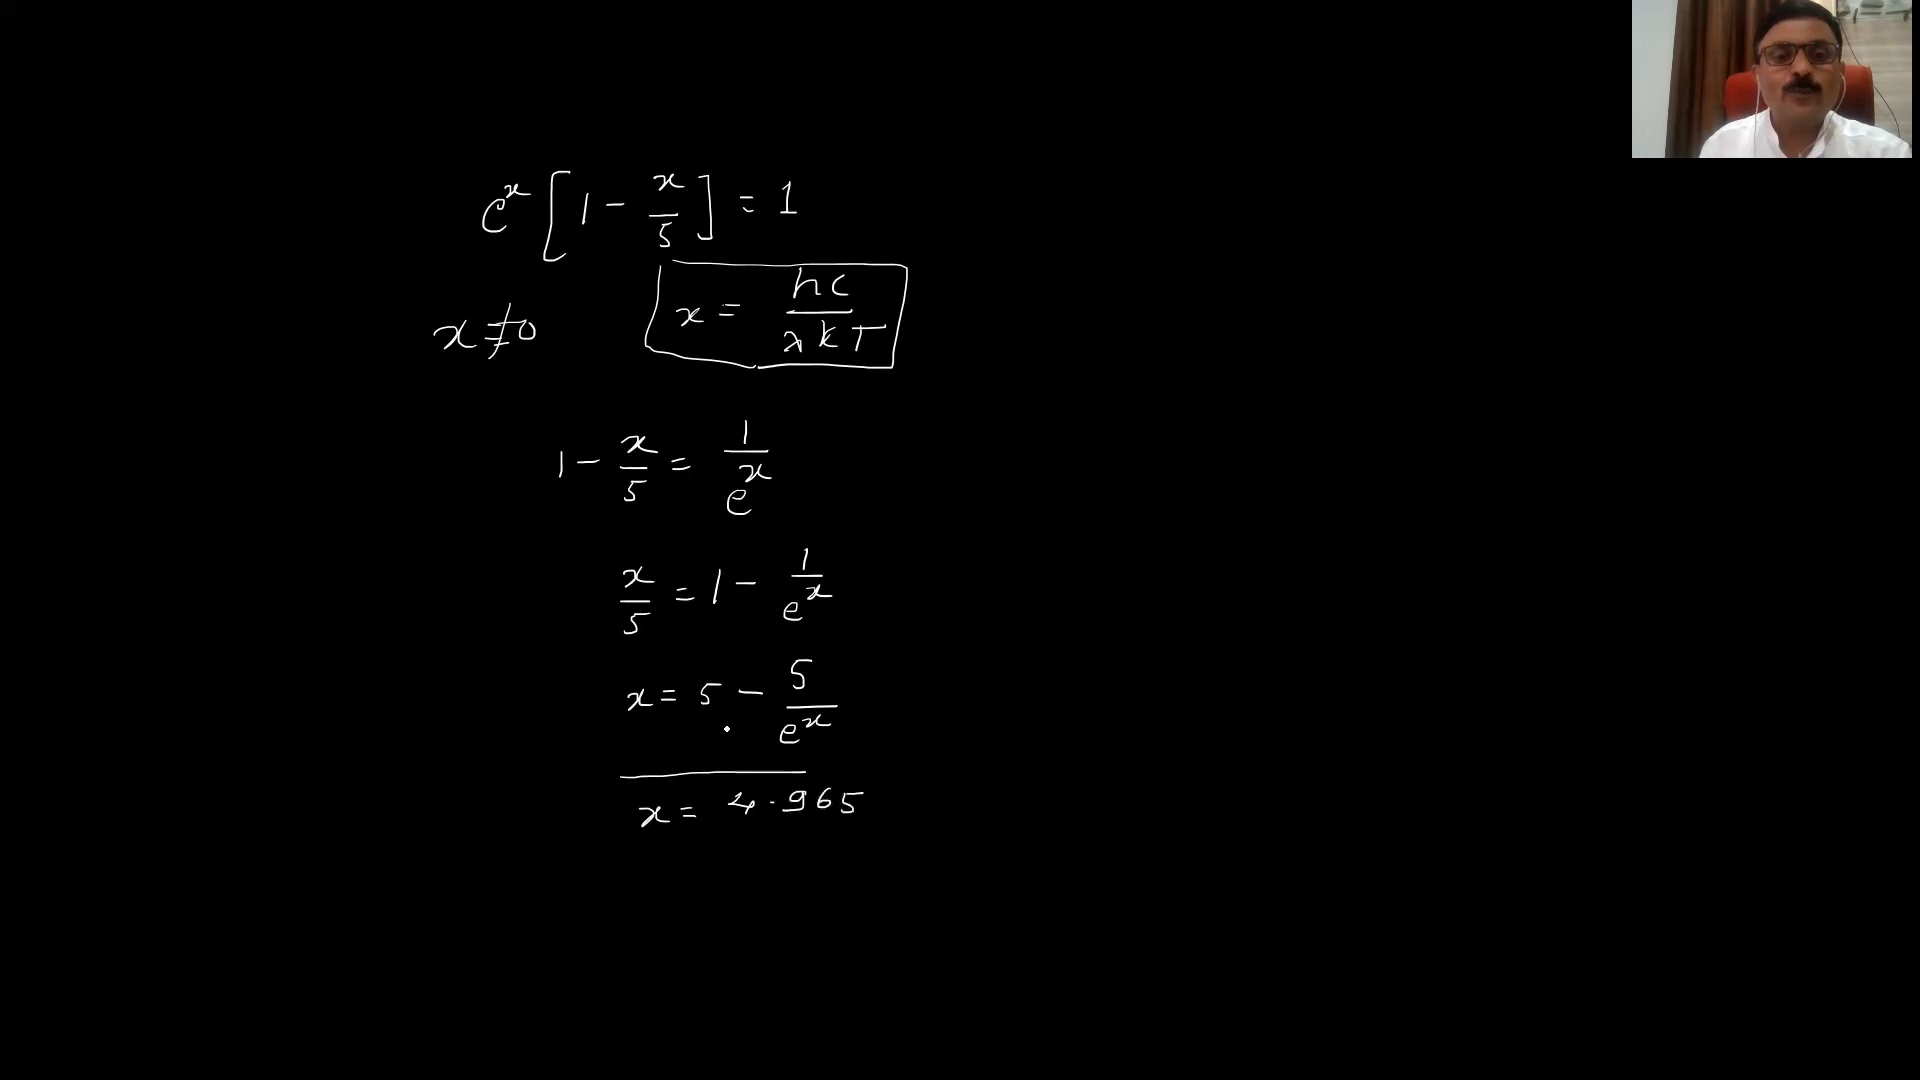 e^x [1 - x/5] = 1
x ≠ 0
x = hc/λkT
1 - x/5 = 1/e^x
x/5 = 1 - 1/e^x
x = 5 - 5/e^x
x = 4.965